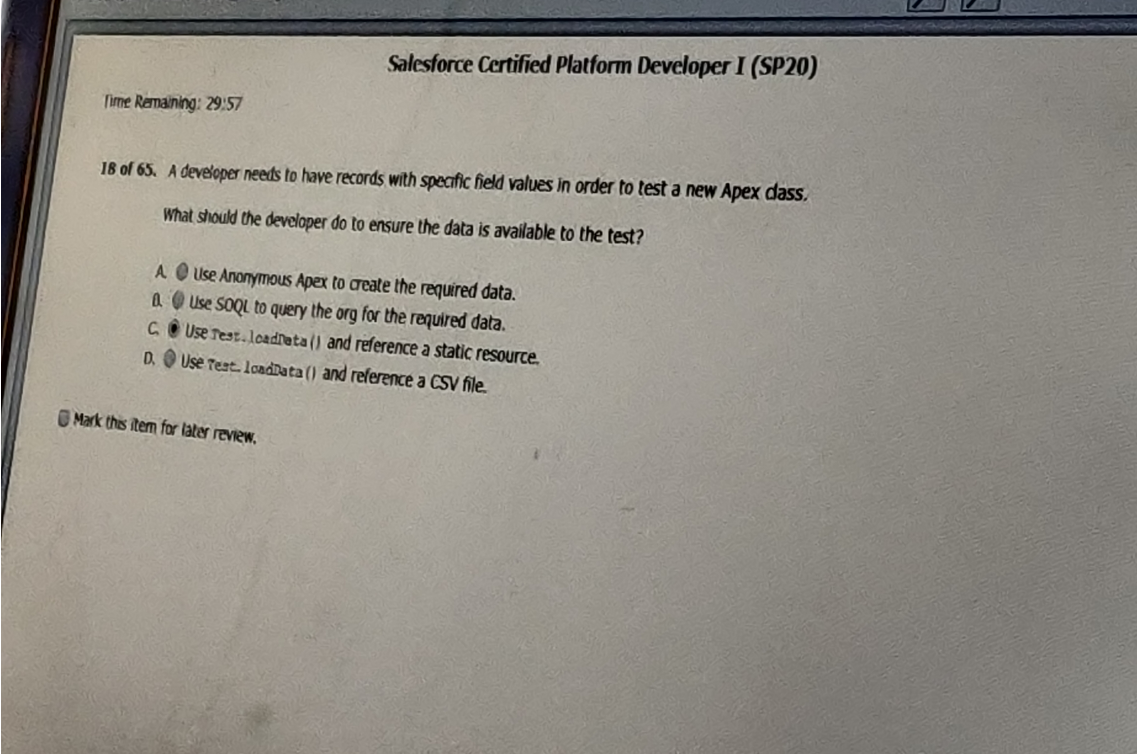 Salesforce Certified Platform Developer I (SP20)
Time Remaining: 29:57
18 of 65. A developer needs to have records with specific field values in order to test a new Apex class.
What should the developer do to ensure the data is available to the test?
A. Use Anonymous Apex to create the required data.
B. Use SOQL to query the org for the required data.
C. Use Test.loadData() and reference a static resource.
D. Use Test.loadData() and reference a CSV file.
Mark this item for later review.